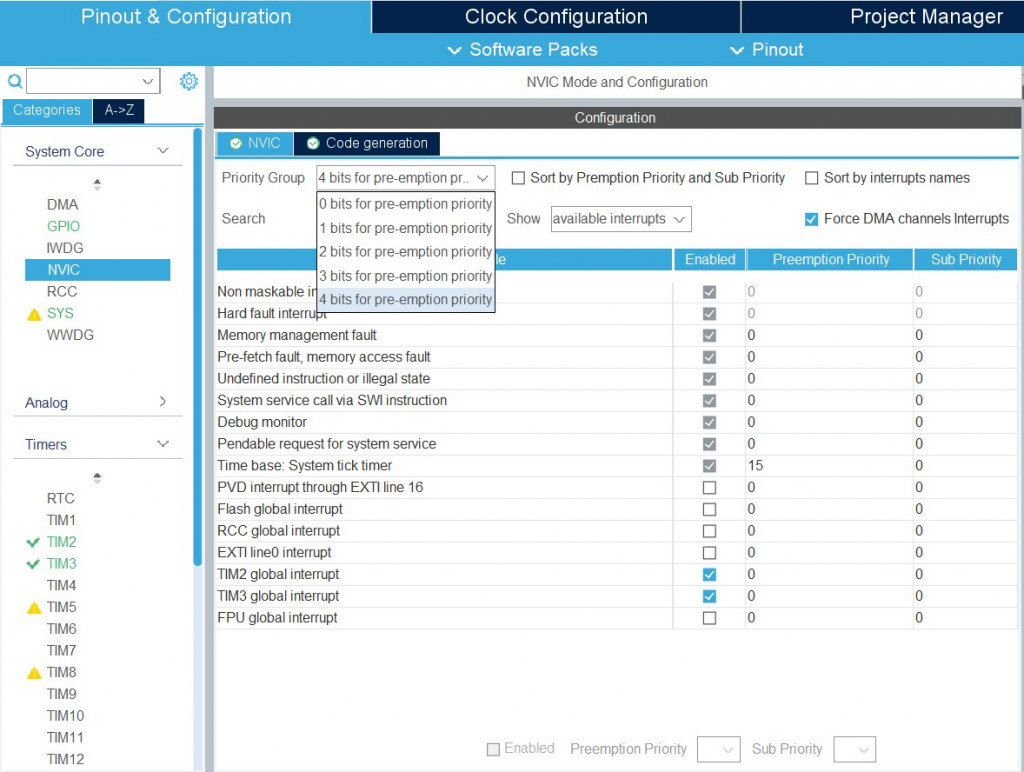 Pinout & Configuration
Clock Configuration
Project Manager
Software Packs
Pinout
NVIC Mode and Configuration
Categories
A->Z
Configuration
NVIC
Code generation
System Core
Priority Group
4 bits for pre-emption pr..
Sort by Premption Priority and Sub Priority
Sort by interrupts names
0 bits for pre-emption priority
1 bits for pre-emption priority
2 bits for pre-emption priority
3 bits for pre-emption priority
4 bits for pre-emption priority
Search
Show
available interrupts
Force DMA channels Interrupts
DMA
GPIO
IWDG
NVIC
RCC
SYS
WWDG
Analog
Timers
RTC
TIM1
TIM2
TIM3
TIM4
TIM5
TIM6
TIM7
TIM8
TIM9
TIM10
TIM11
TIM12
Enabled Preemption Priority Sub Priority
Non maskable in 0 0
Hard fault interrupt 0 0
Memory management fault 0 0
Pre-fetch fault, memory access fault 0 0
Undefined instruction or illegal state 0 0
System service call via SWI instruction 0 0
Debug monitor 0 0
Pendable request for system service 0 0
Time base: System tick timer 15 0
PVD interrupt through EXTI line 16 0 0
Flash global interrupt 0 0
RCC global interrupt 0 0
EXTI line0 interrupt 0 0
TIM2 global interrupt 0 0
TIM3 global interrupt 0 0
FPU global interrupt 0 0
Enabled Preemption Priority Sub Priority